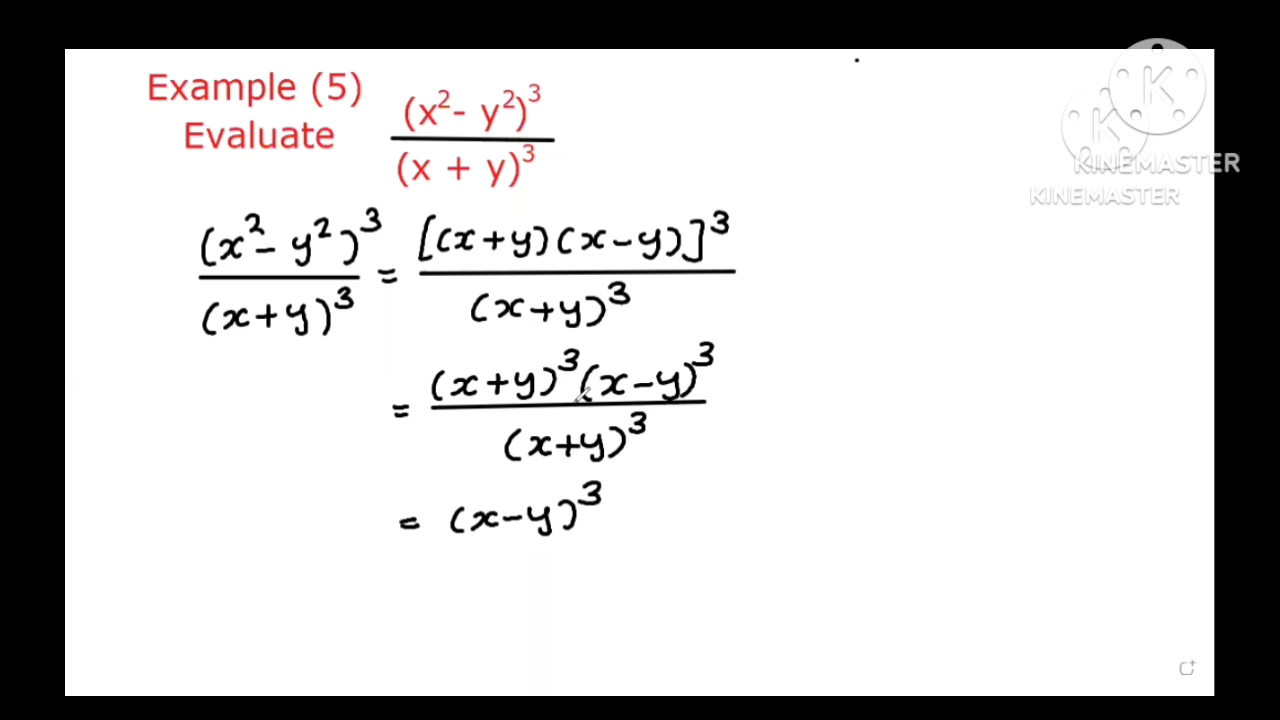 Example (5)
Evaluate (x²- y²)³ / (x + y)³
(x²- y²)³ / (x+y)³ = [(x+y)(x-y)]³ / (x+y)³
= (x+y)³(x-y)³ / (x+y)³
= (x-y)³
K
K
KINEMASTER
KINEMASTER